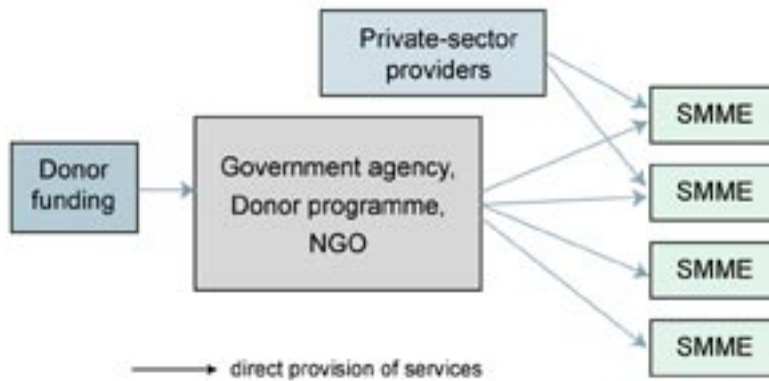 Private-sector
providers
SMME
Donor
funding
Government agency,
Donor programme,
NGO
SMME
SMME
SMME
direct provision of services